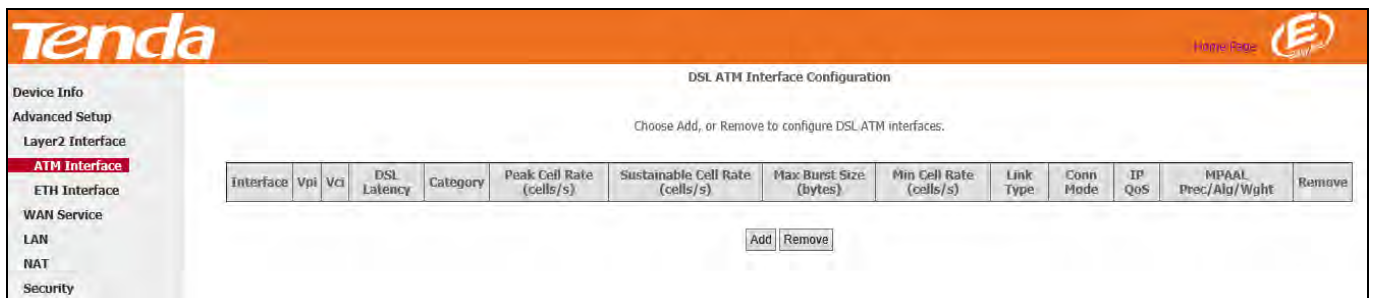 Tenda
Home Page
Device Info
Advanced Setup
Layer2 Interface
ATM Interface
ETH Interface
WAN Service
LAN
NAT
Security
DSL ATM Interface Configuration
Choose Add, or Remove to configure DSL ATM interfaces.
Interface Vpi Vci DSL Latency Category Peak Cell Rate (cells/s) Sustainable Cell Rate (cells/s) Max Burst Size (bytes) Min Cell Rate (cells/s) Link Type Conn Mode IP QoS MPAAL Prec/Alg/Wght Remove
Add Remove